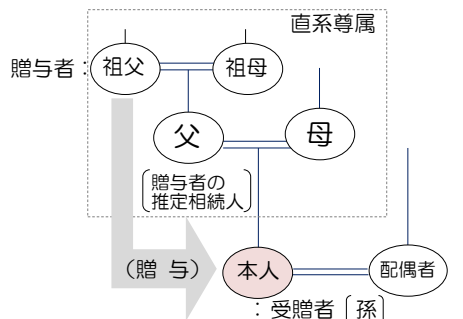 直系尊属
贈与者： 祖父 祖母
父 母
〔贈与者の
推定相続人〕
（贈 与） 本人 配偶者
：受贈者〔孫〕